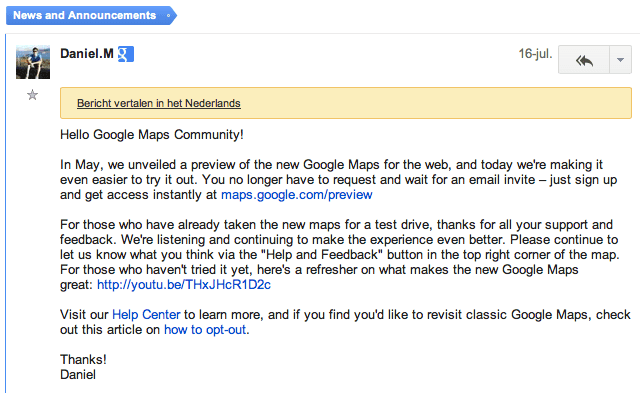 News and Announcements
Daniel.M
16-jul.
Bericht vertalen in het Nederlands
Hello Google Maps Community!
In May, we unveiled a preview of the new Google Maps for the web, and today we're making it
even easier to try it out. You no longer have to request and wait for an email invite – just sign up
and get access instantly at maps.google.com/preview
For those who have already taken the new maps for a test drive, thanks for all your support and
feedback. We're listening and continuing to make the experience even better. Please continue to
let us know what you think via the "Help and Feedback" button in the top right corner of the map.
For those who haven't tried it yet, here's a refresher on what makes the new Google Maps
great: http://youtu.be/THxJHcR1D2c
Visit our Help Center to learn more, and if you find you'd like to revisit classic Google Maps, check
out this article on how to opt-out.
Thanks!
Daniel